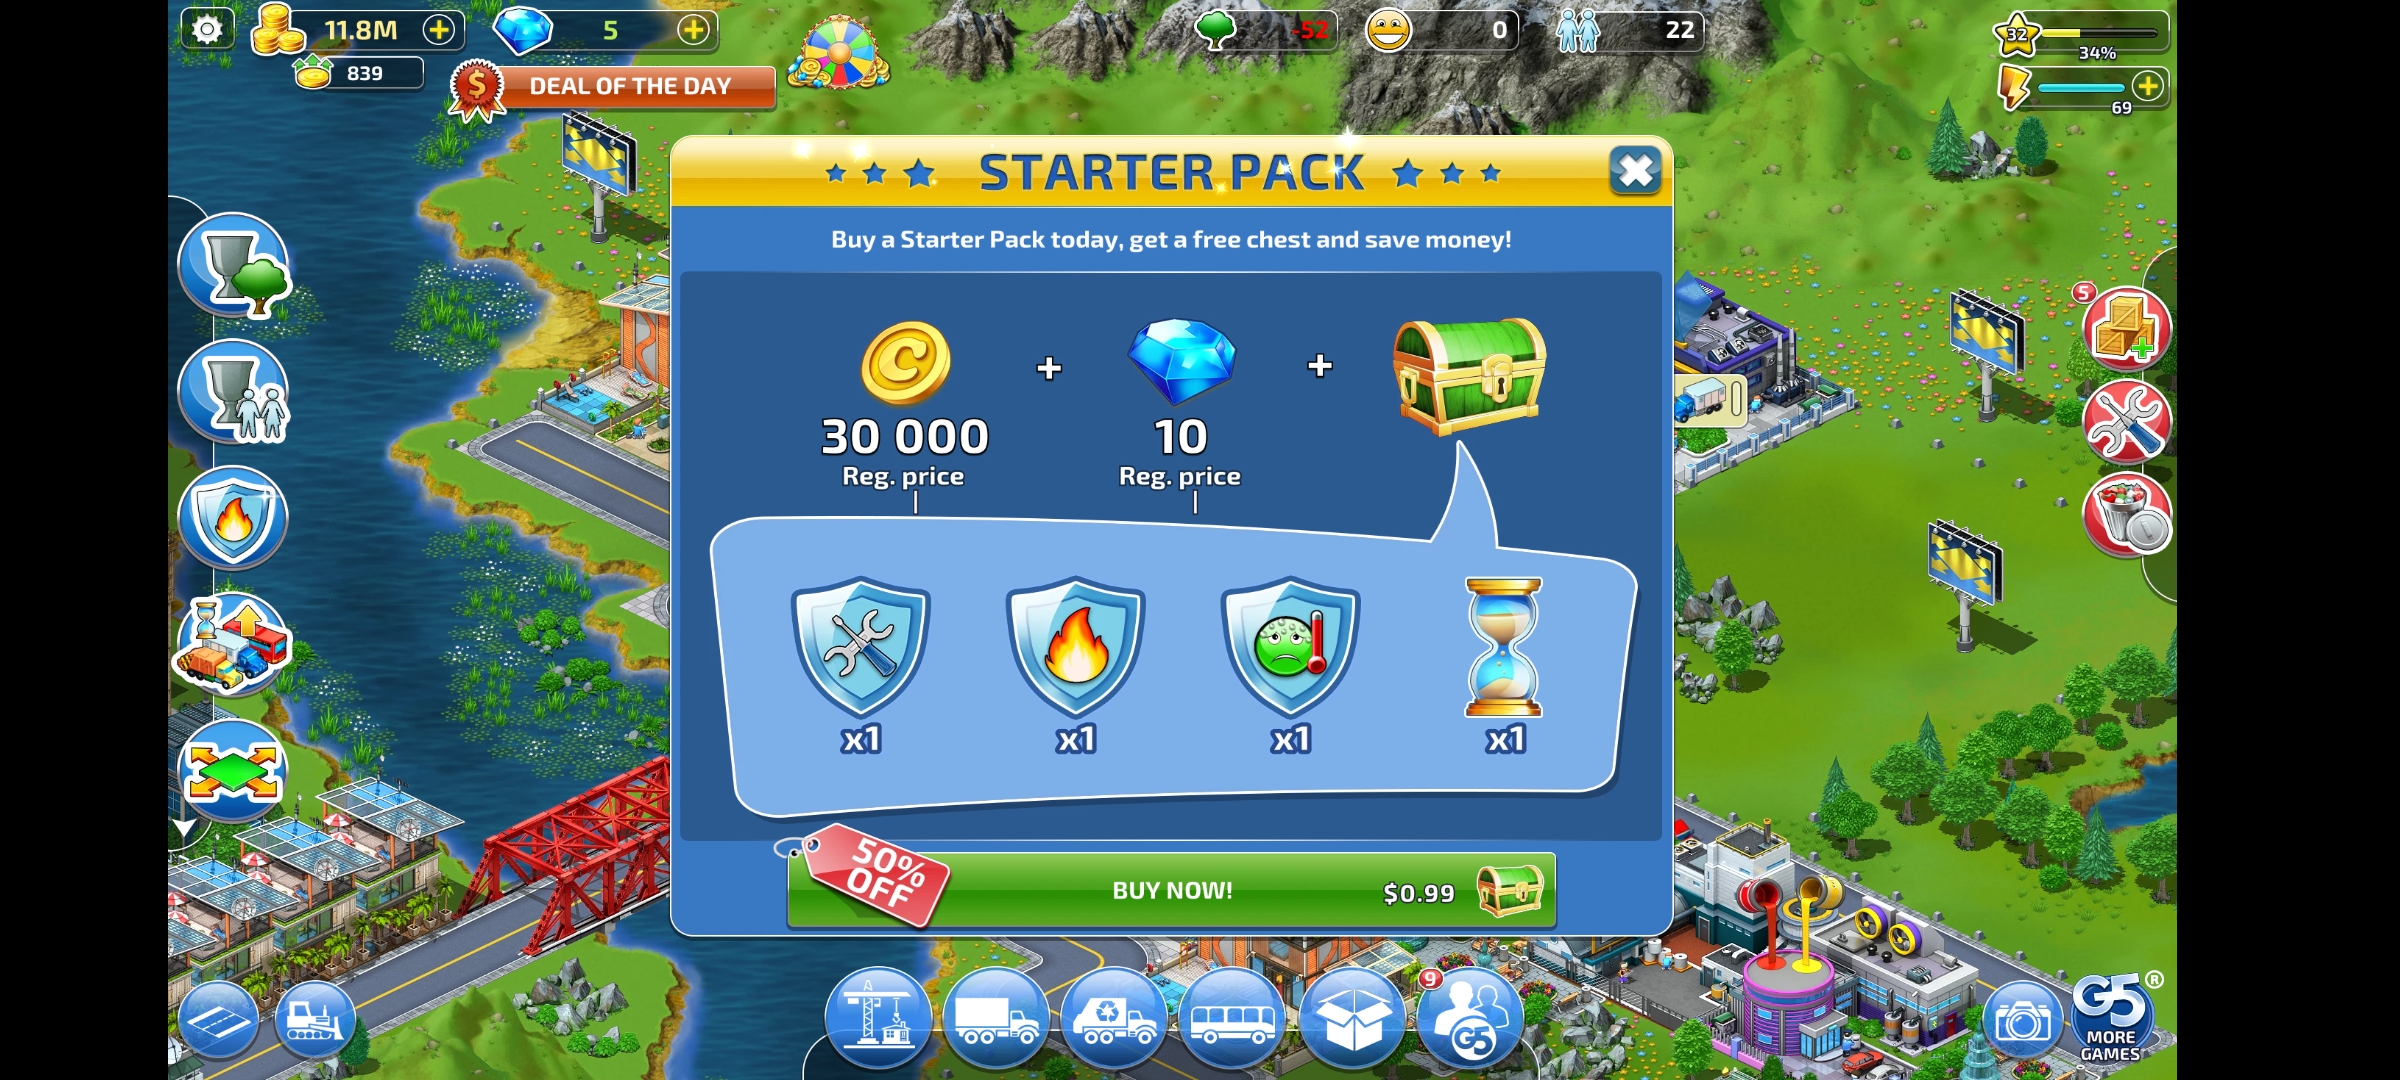 11.8M
5
839
DEAL OF THE DAY
-52
0
22
32
34%
69
STARTER PACK
Buy a Starter Pack today, get a free chest and save money!
30 000
Reg. price
+
10
Reg. price
+
x1
x1
x1
x1
50%
OFF
BUY NOW!
$0.99
5
0
9
G5
G5®
MORE
GAMES